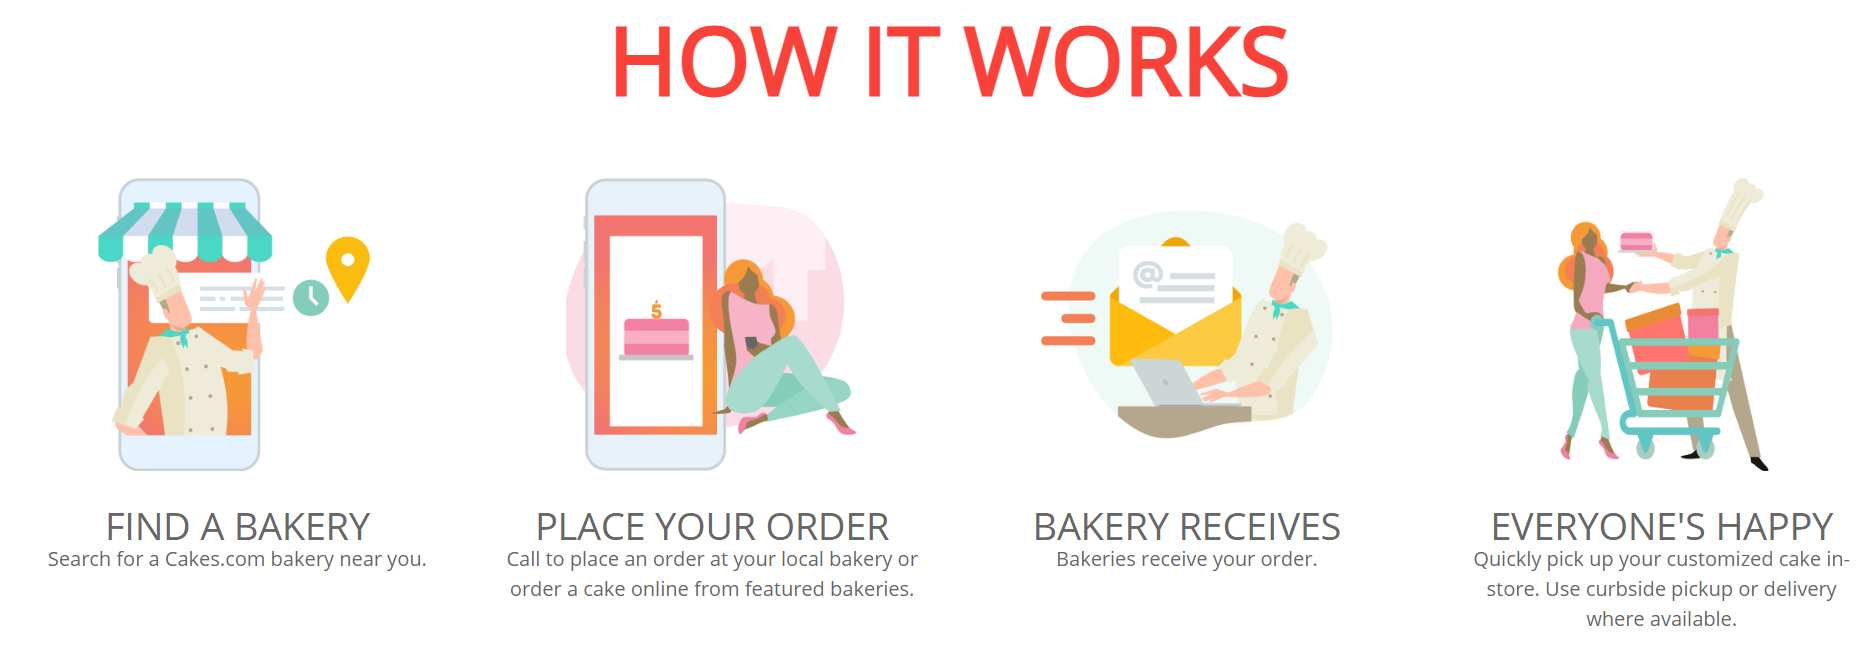 HOW IT WORKS
5
@
FIND A BAKERY
Search for a Cakes.com bakery near you.
PLACE YOUR ORDER
Call to place an order at your local bakery or
order a cake online from featured bakeries.
BAKERY RECEIVES
Bakeries receive your order.
EVERYONE'S HAPPY
Quickly pick up your customized cake in-
store. Use curbside pickup or delivery
where available.